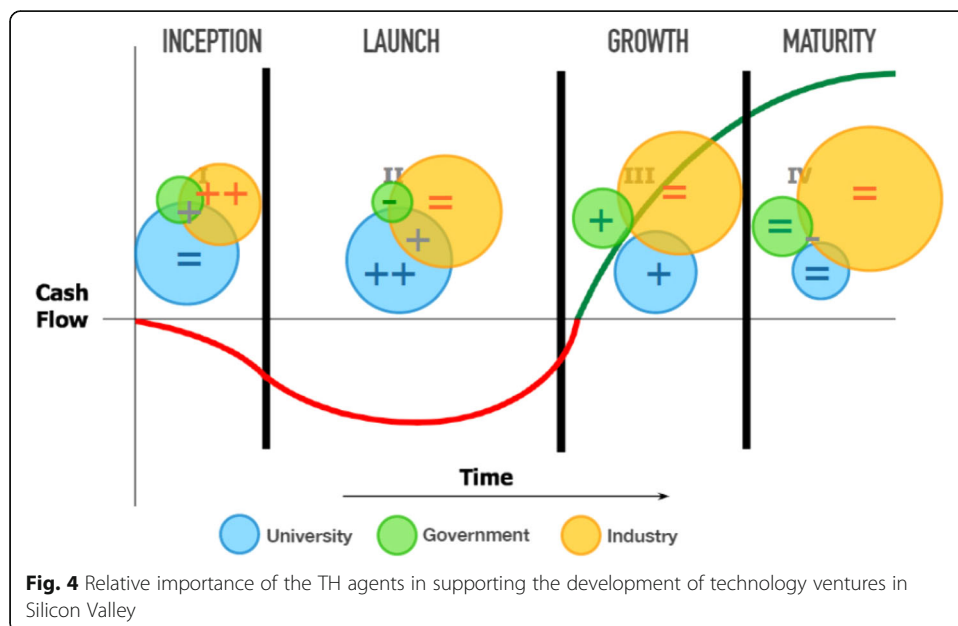 INCEPTION LAUNCH GROWTH MATURITY
I II III IV
++ - = = =
+ + + =
= ++ + - =
Cash
Flow
Time
University Government Industry
Fig. 4 Relative importance of the TH agents in supporting the development of technology ventures in
Silicon Valley